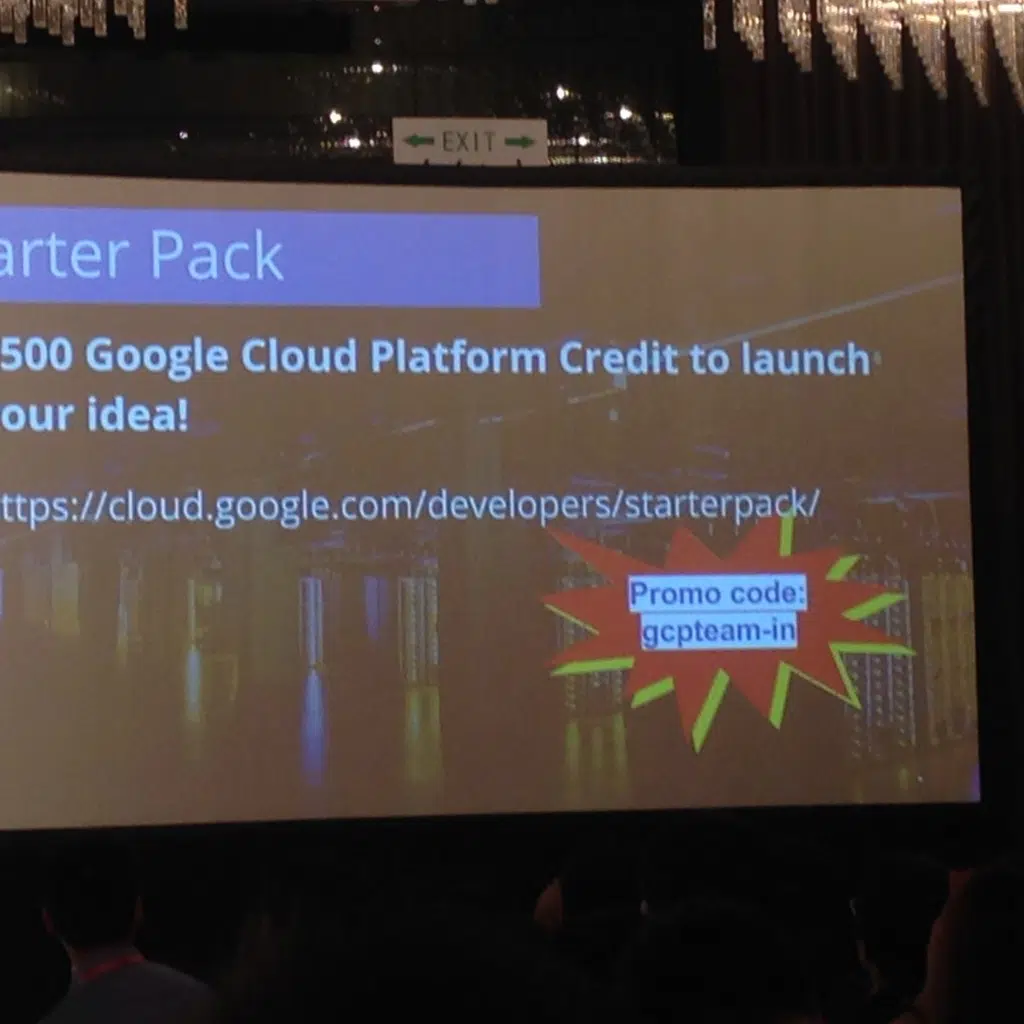 EXIT
arter Pack
500 Google Cloud Platform Credit to launch
our idea!
ttps://cloud.google.com/developers/starterpack/
Promo code:
gcpteam-in